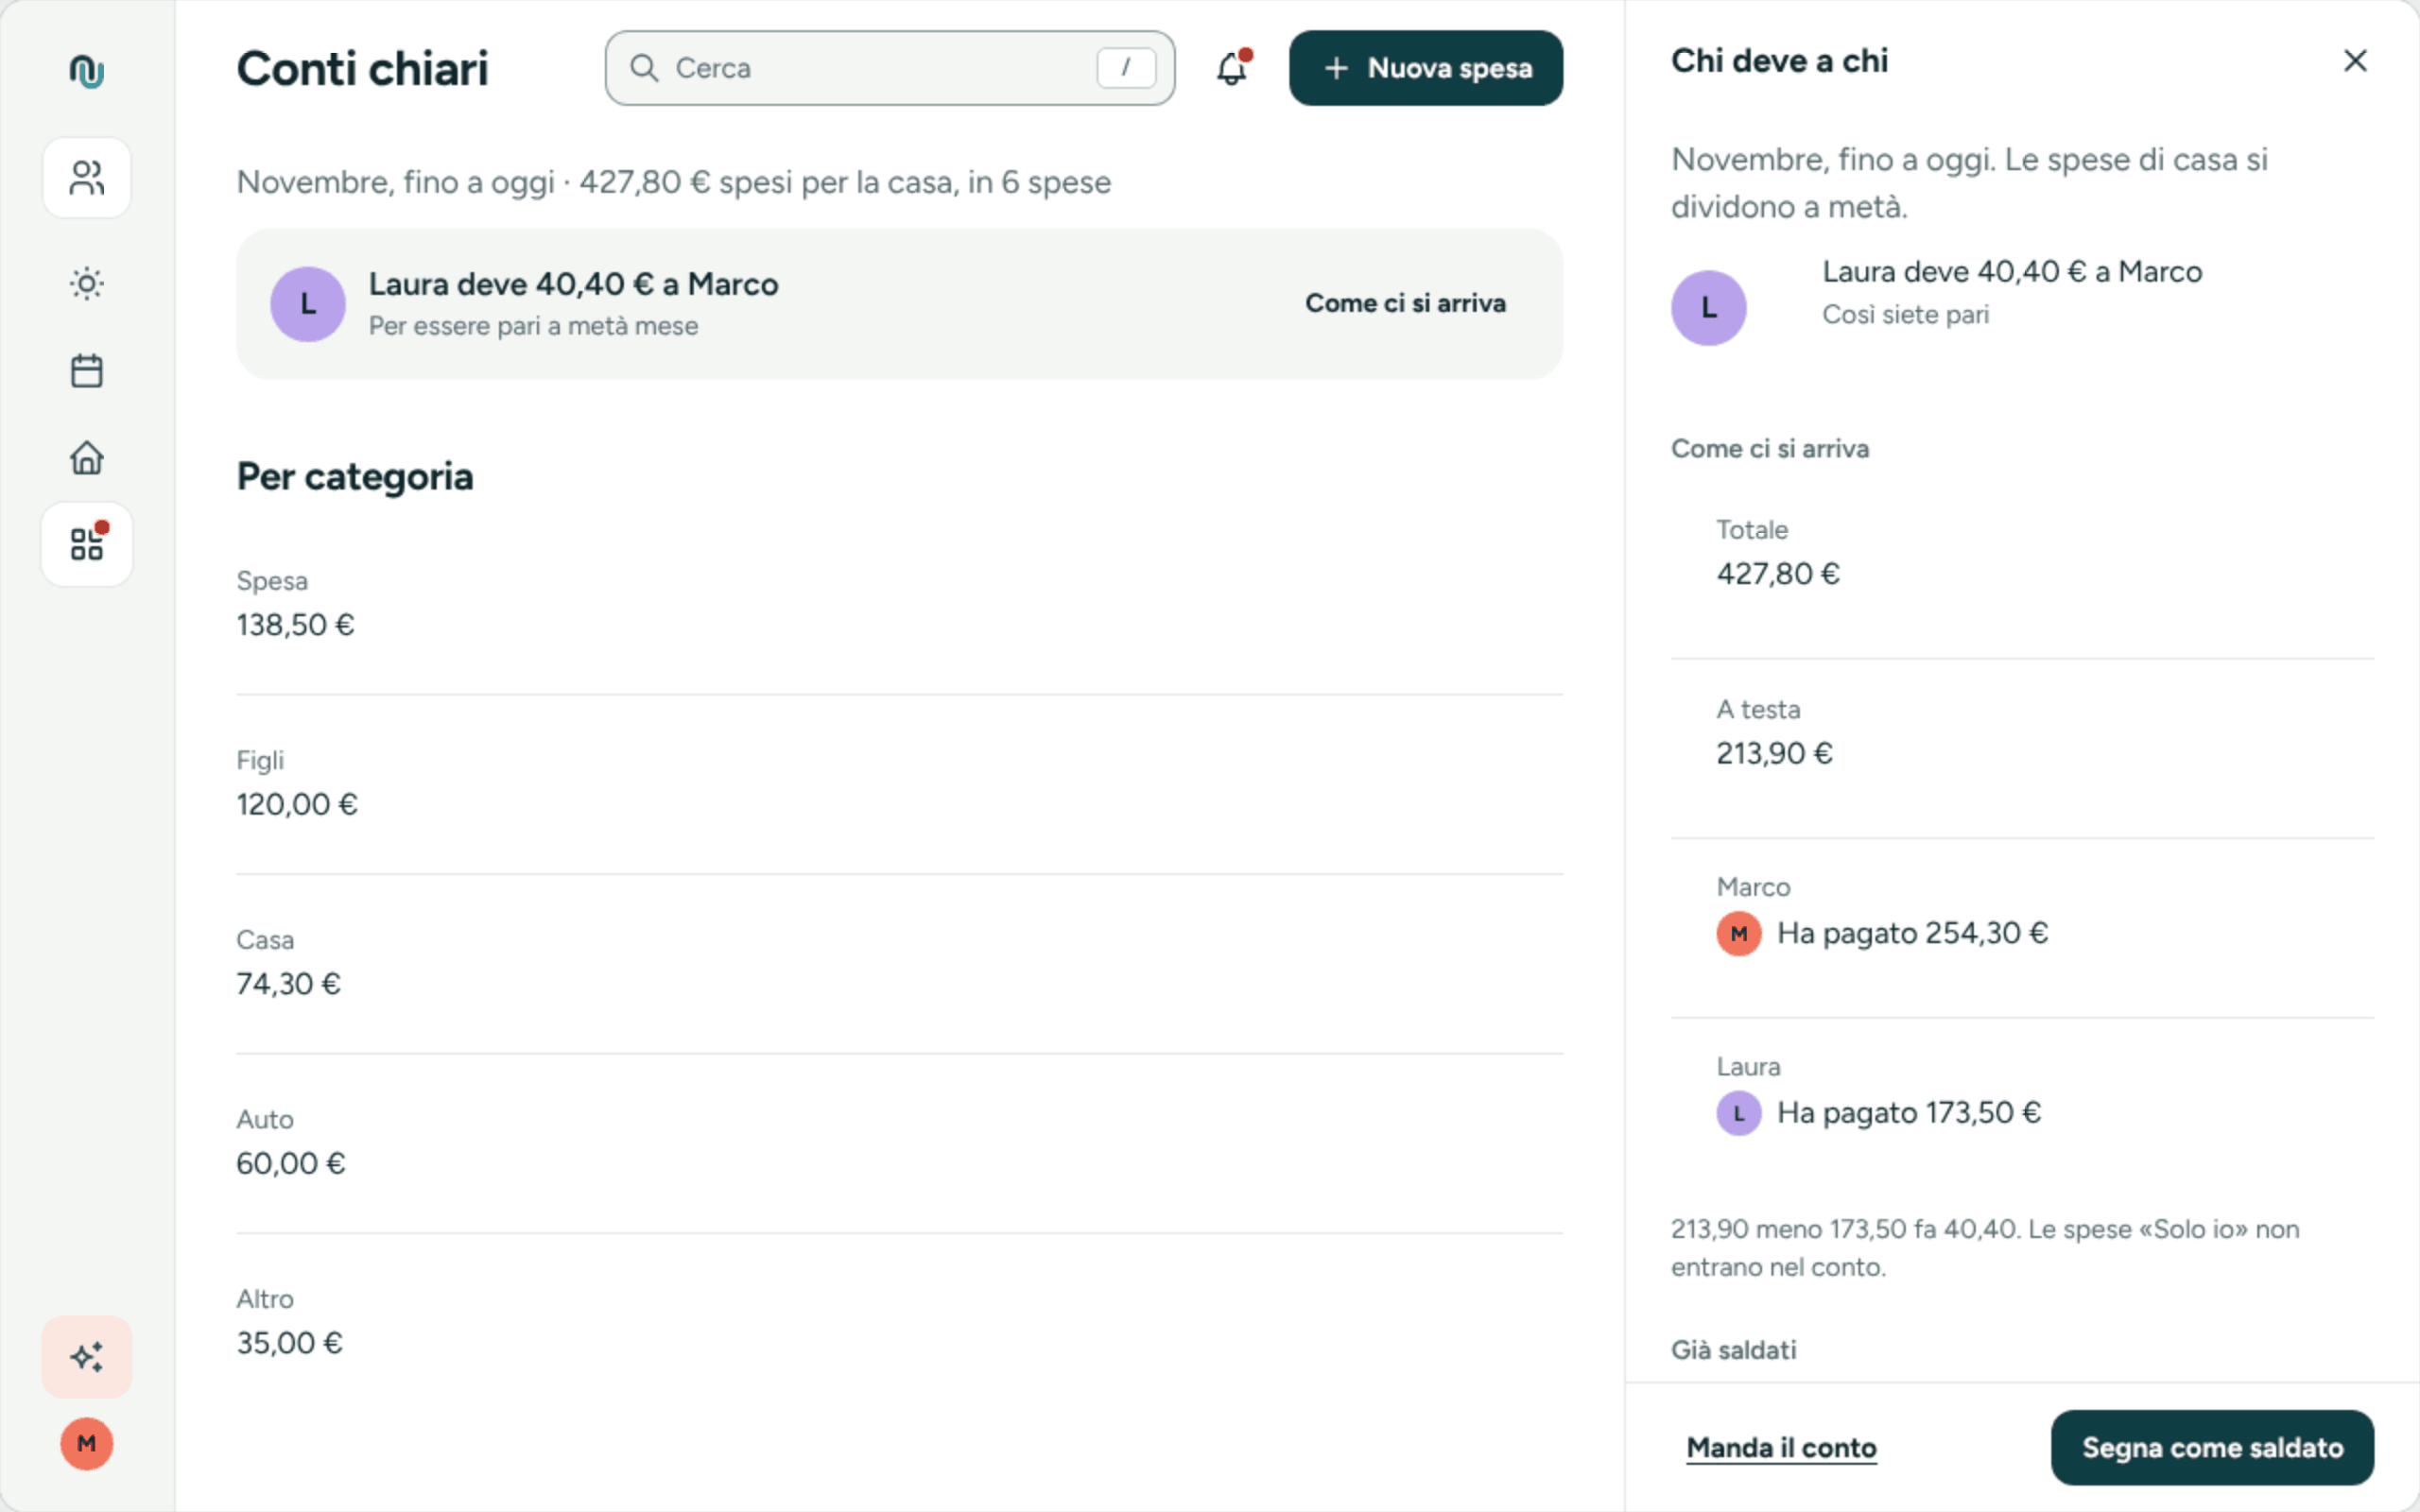 Conti chiari
Cerca
/
Nuova spesa
Novembre, fino a oggi · 427,80 € spesi per la casa, in 6 spese
L
Laura deve 40,40 € a Marco
Per essere pari a metà mese
Come ci si arriva
Per categoria
Spesa
138,50 €
Figli
120,00 €
Casa
74,30 €
Auto
60,00 €
Altro
35,00 €
M
Chi deve a chi
Novembre, fino a oggi. Le spese di casa si
dividono a metà.
L
Laura deve 40,40 € a Marco
Così siete pari
Come ci si arriva
Totale
427,80 €
A testa
213,90 €
Marco
M Ha pagato 254,30 €
Laura
L Ha pagato 173,50 €
213,90 meno 173,50 fa 40,40. Le spese «Solo io» non
entrano nel conto.
Già saldati
Manda il conto
Segna come saldato